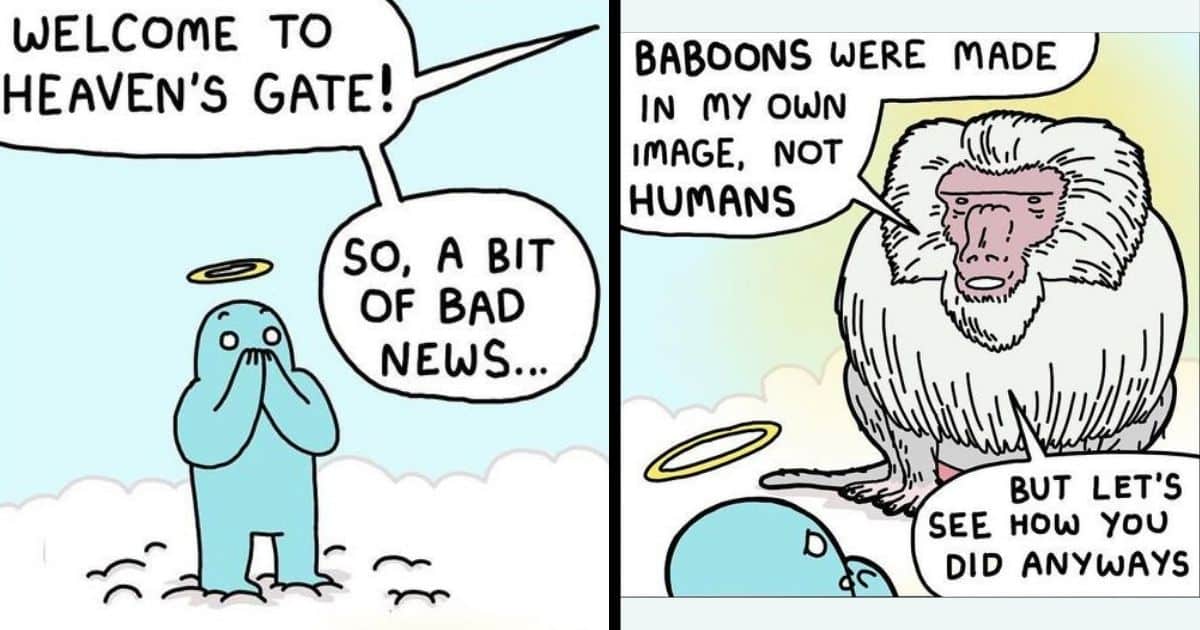 WELCOME TO
HEAVEN'S GATE!
SO, A BIT
OF BAD
NEWS...
BABOONS WERE MADE
IN MY OWN
IMAGE, NOT
HUMANS
BUT LET'S
SEE HOW YOU
DID ANYWAYS